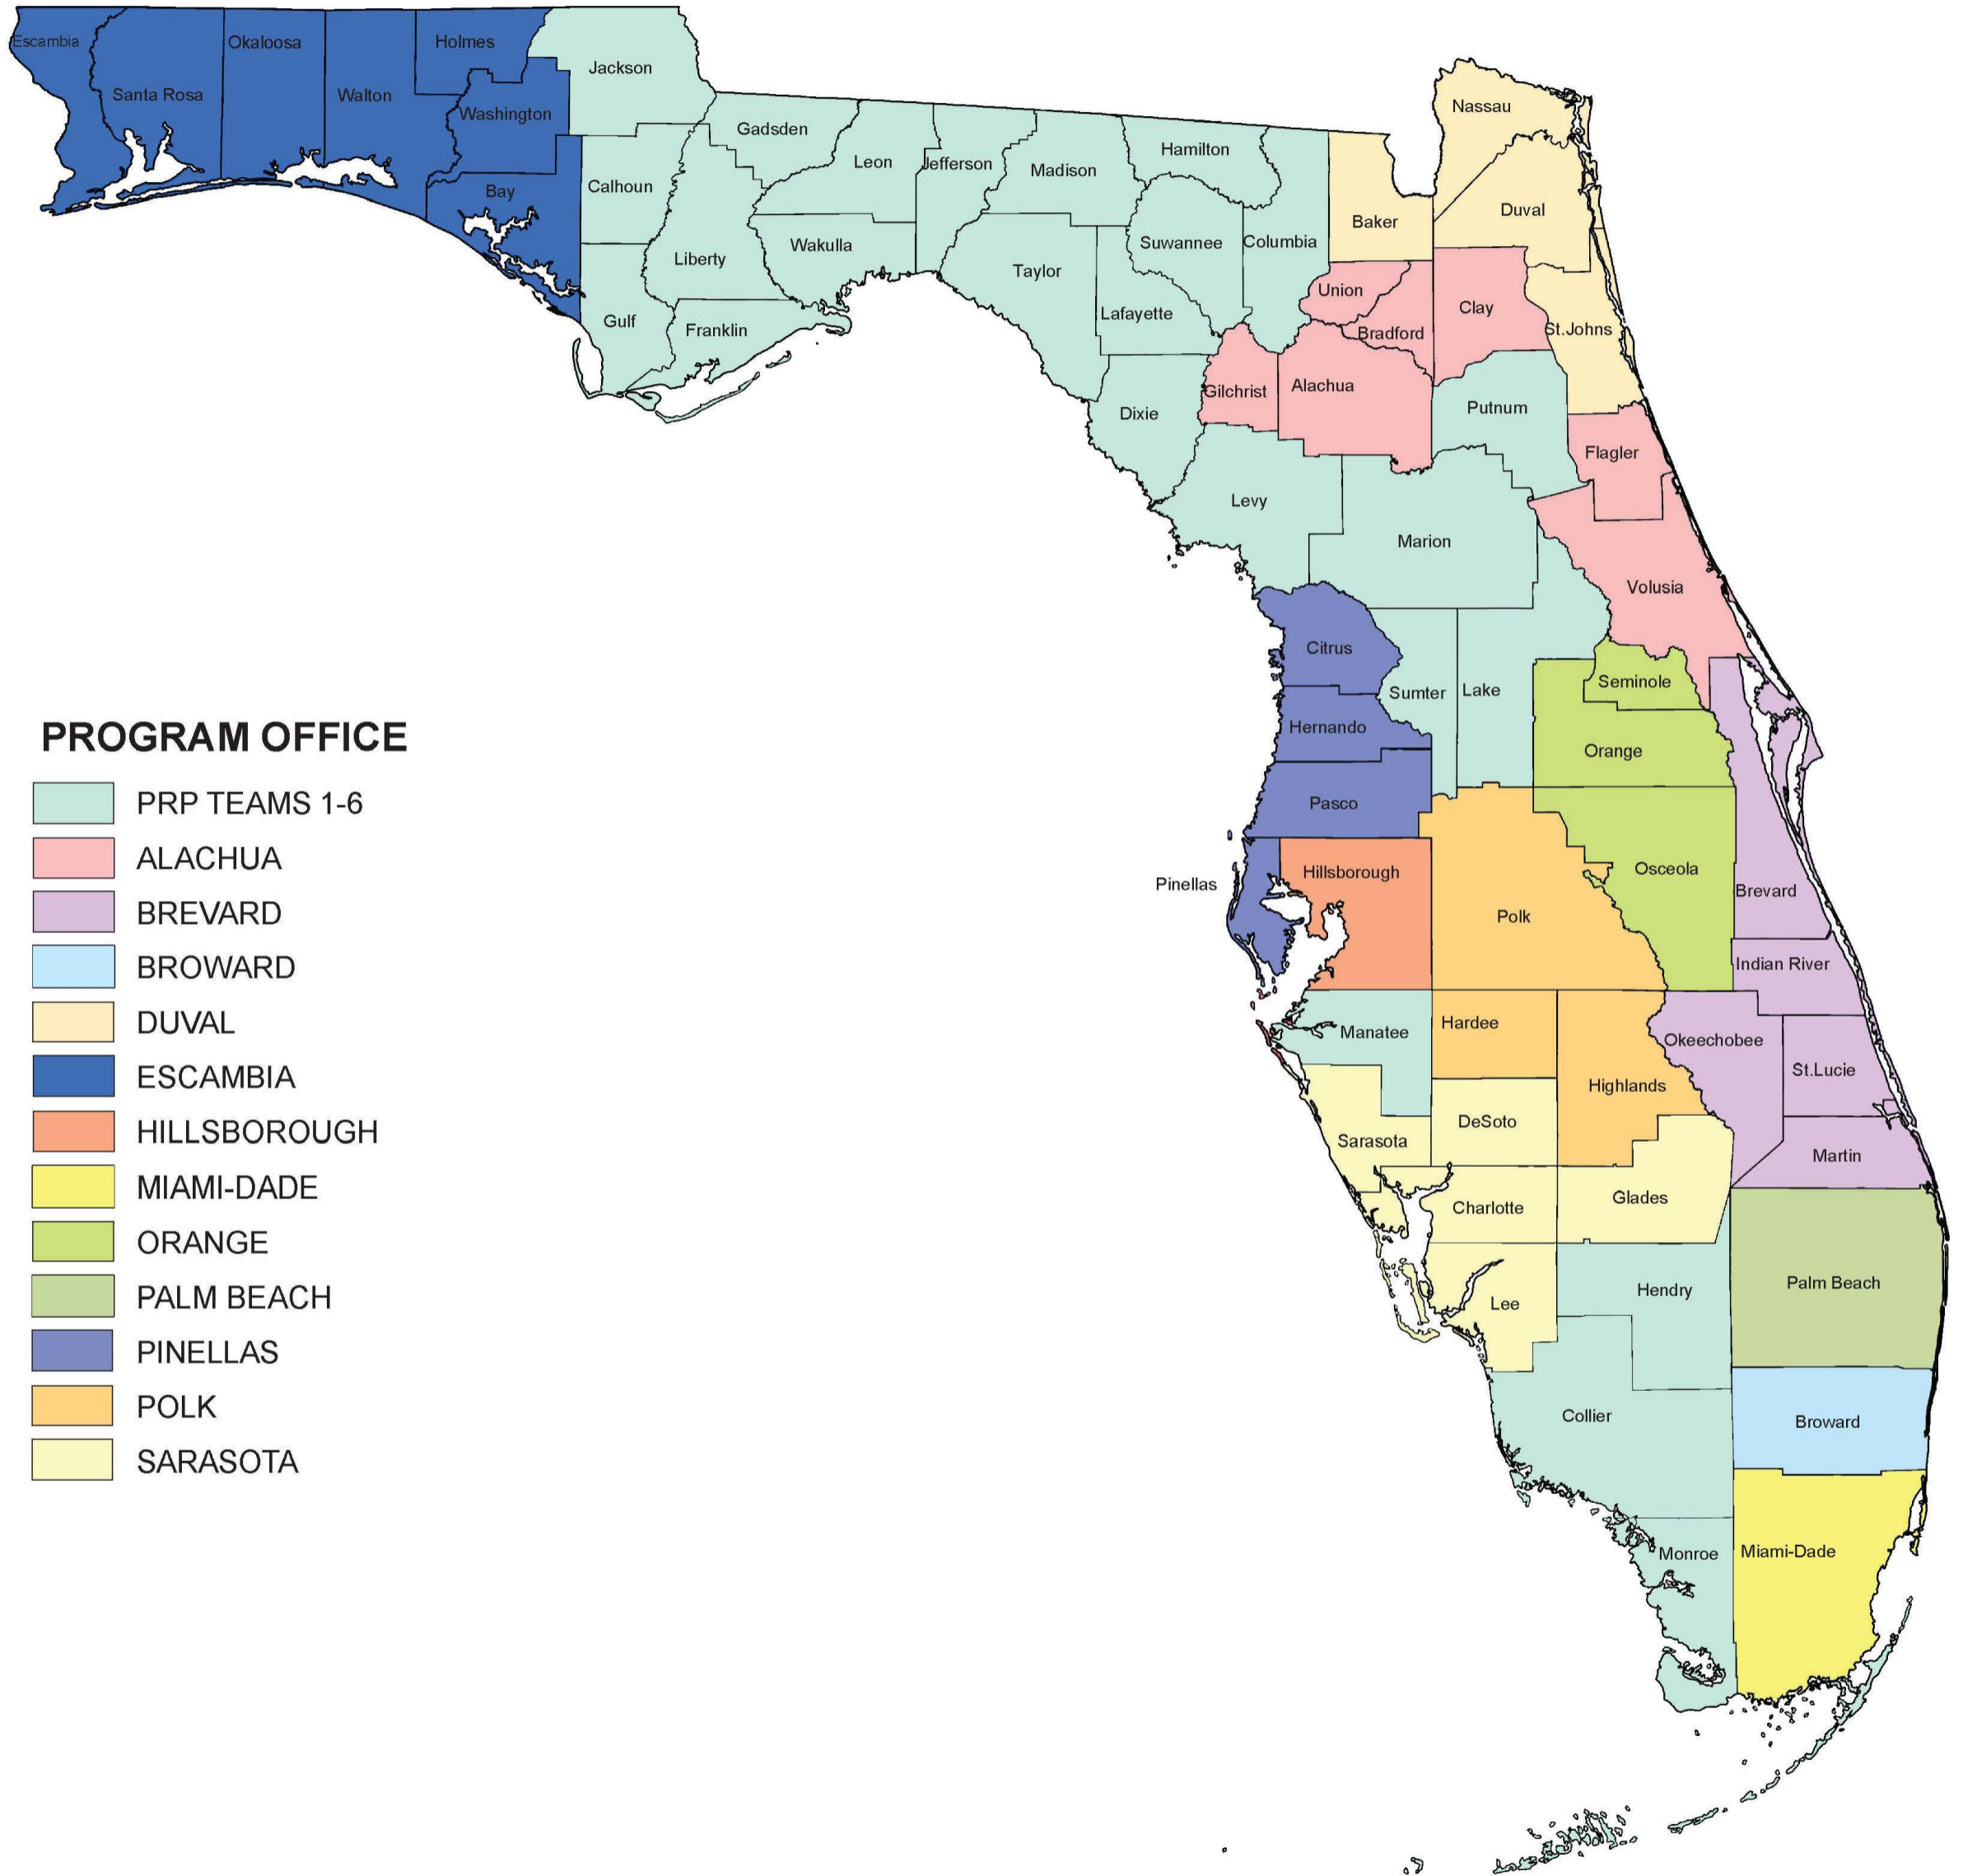 Escambia
Okaloosa
Holmes
Jackson
Santa Rosa
Walton
Washington
Nassau
Gadsden
Leon
Jefferson
Madison
Hamilton
Calhoun
Bay
Baker
Duval
Liberty
Wakulla
Suwannee
Columbia
Taylor
Union
Clay
Lafayette
Gulf
Franklin
Bradford
St.Johns
Gilchrist
Alachua
Dixie
Putnum
Flagler
Levy
Marion
Volusia
Citrus
Sumter
Lake
Seminole
Hernando
Orange
Pasco
Pinellas
Hillsborough
Osceola
Brevard
Polk
Indian River
Manatee
Hardee
Okeechobee
St.Lucie
Highlands
DeSoto
Sarasota
Martin
Charlotte
Glades
Palm Beach
Hendry
Lee
Collier
Broward
Monroe
Miami-Dade
PROGRAM OFFICE
PRP TEAMS 1-6
ALACHUA
BREVARD
BROWARD
DUVAL
ESCAMBIA
HILLSBOROUGH
MIAMI-DADE
ORANGE
PALM BEACH
PINELLAS
POLK
SARASOTA